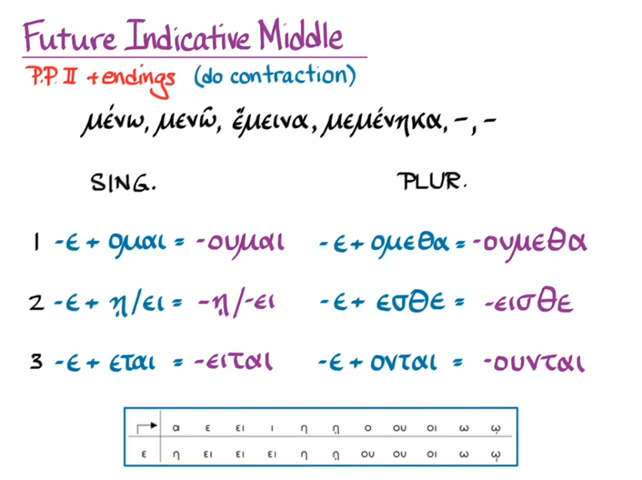 Future Indicative Middle
P.P. II + endings (do contraction)
μένω, μενῶ, ἔμεινα, μεμένηκα, -, -
SING. PLUR.
1 -ε + ομαι = -ουμαι -ε + ομεθα = -ουμεθα
2 -ε + ῃ/ει = -ῃ/-ει -ε + εσθε = -εισθε
3 -ε + εται = -ειται -ε + ονται = -ουνται
α ε ει ι η ῃ ο ου οι ω ῳ
ε η ει ει ει η ῃ ου ου οι ω ῳ